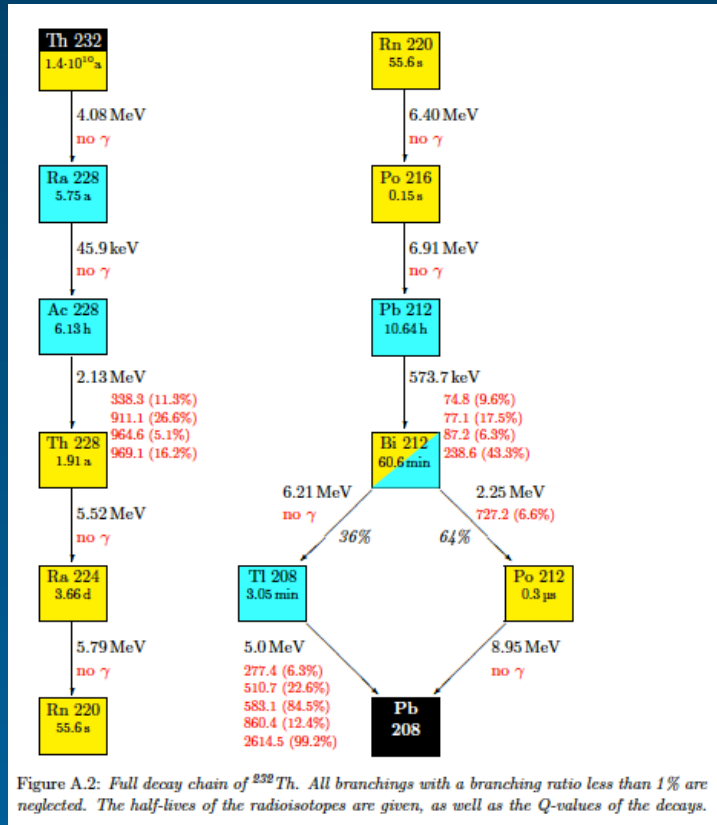 Th 232
1.4·10¹⁰a
4.08 MeV
no γ
Ra 228
5.75 a
45.9 keV
no γ
Ac 228
6.13 h
2.13 MeV
338.3 (11.3%)
911.1 (26.6%)
964.6 (5.1%)
969.1 (16.2%)
Th 228
1.91 a
5.52 MeV
no γ
Ra 224
3.66 d
5.79 MeV
no γ
Rn 220
55.6 s
Rn 220
55.6 s
6.40 MeV
no γ
Po 216
0.15 s
6.91 MeV
no γ
Pb 212
10.64 h
573.7 keV
74.8 (9.6%)
77.1 (17.5%)
87.2 (6.3%)
238.6 (43.3%)
Bi 212
60.6 min
6.21 MeV
no γ
36%
2.25 MeV
727.2 (6.6%)
64%
Tl 208
3.05 min
Po 212
0.3 μs
5.0 MeV
277.4 (6.3%)
510.7 (22.6%)
583.1 (84.5%)
860.4 (12.4%)
2614.5 (99.2%)
8.95 MeV
no γ
Pb
208
Figure A.2: Full decay chain of ²³²Th. All branchings with a branching ratio less than 1% are
neglected. The half-lives of the radioisotopes are given, as well as the Q-values of the decays.